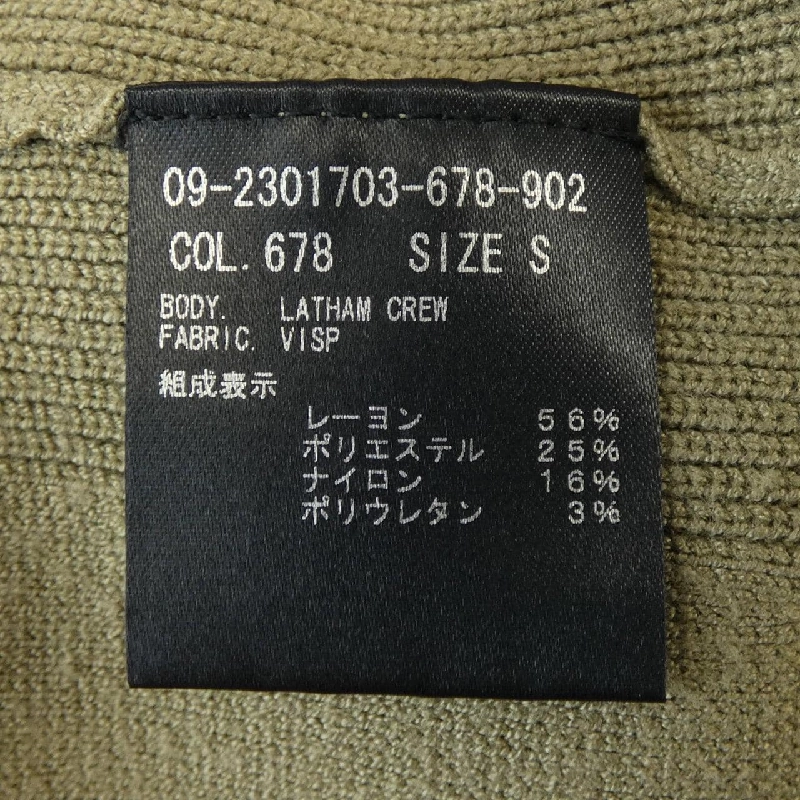 09-2301703-678-902
COL. 678 SIZE S
BODY. LATHAM CREW
FABRIC. VISP
組成表示
レーヨン 56%
ポリエステル 25%
ナイロン 16%
ポリウレタン 3%